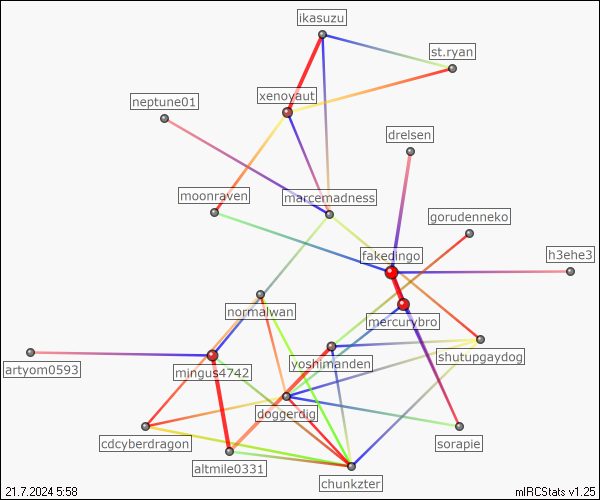 ikasuzu
st.ryan
xenoyaut
neptune01
drelsen
moonraven
marcemadness
gorudenneko
fakedingo
h3ehe3
normalwan
mercurybro
yoshimanden
shutupgaydog
artyom0593
mingus4742
doggerdig
cdcyberdragon
sorapie
altmile0331
chunkzter
21.7.2024 5:58
mIRCStats v1.25